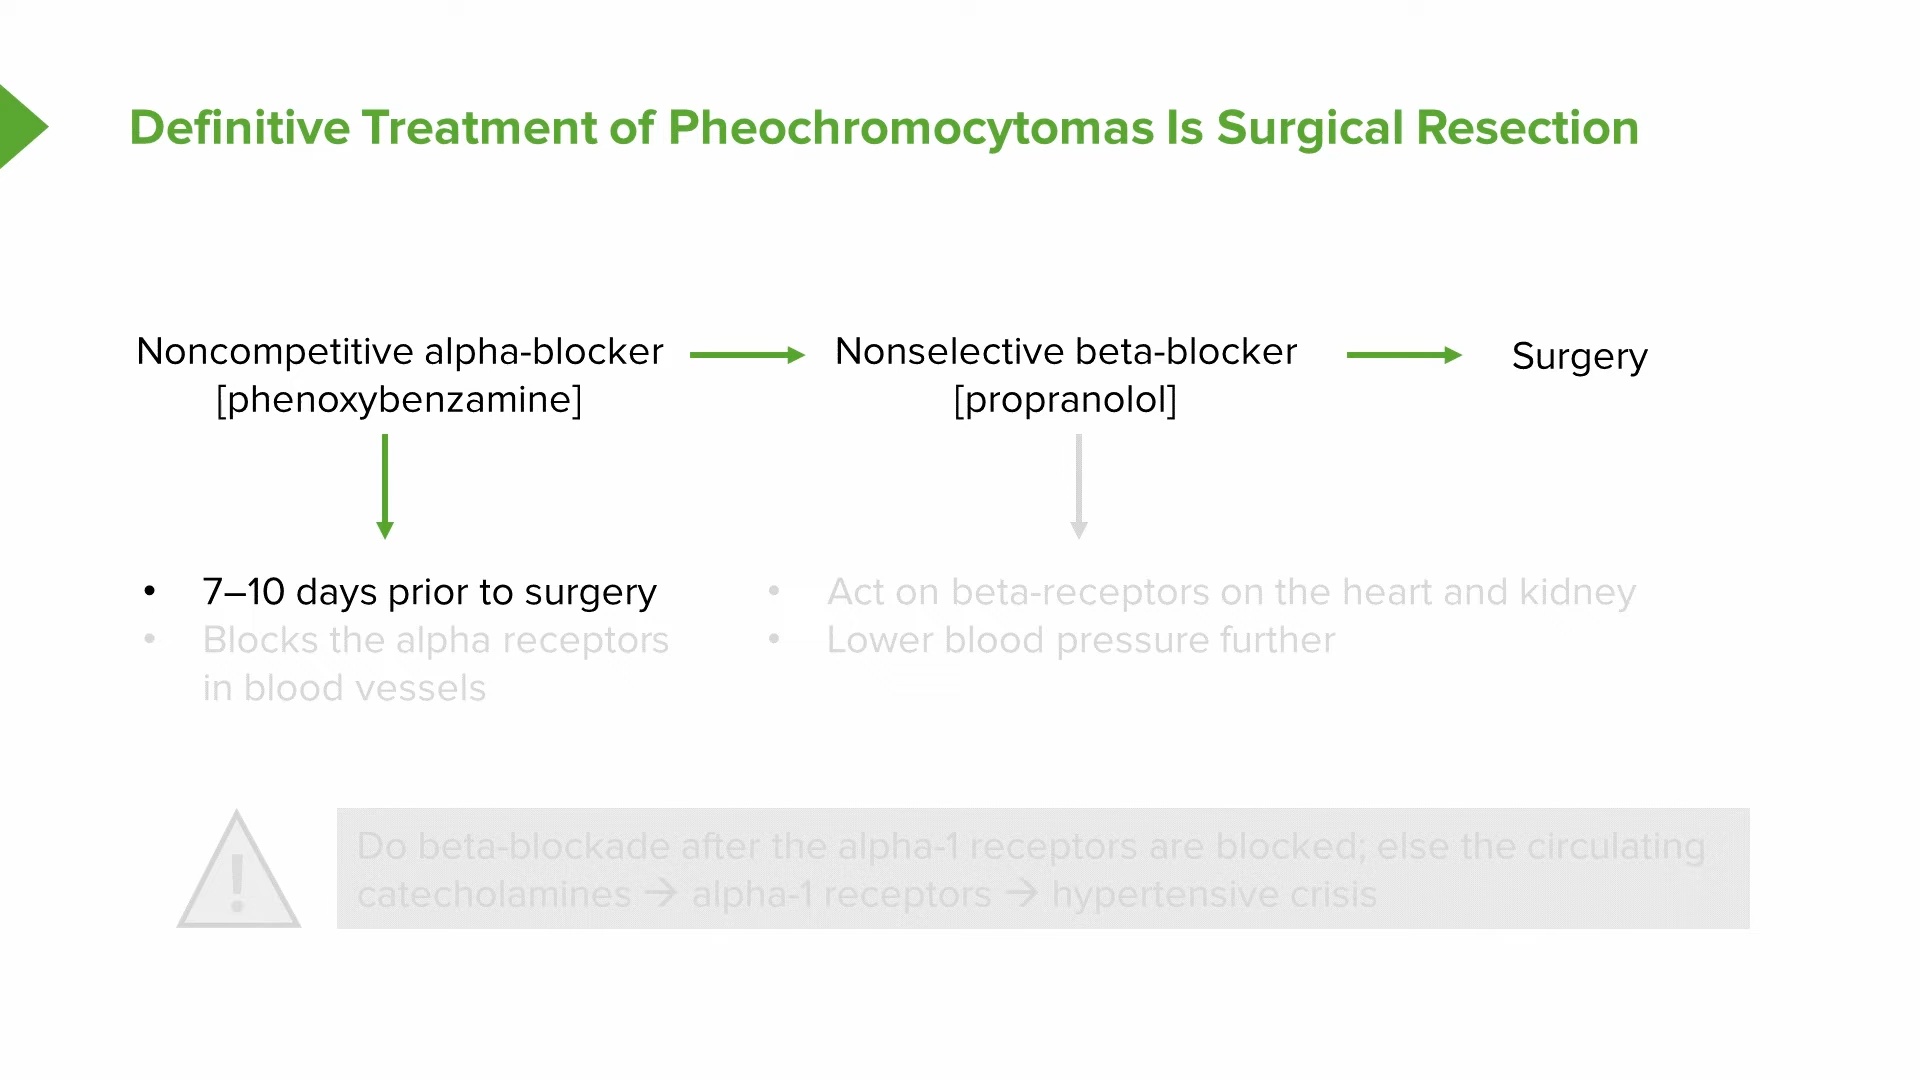 Definitive Treatment of Pheochromocytomas Is Surgical Resection
Noncompetitive alpha-blocker
[phenoxybenzamine]
Nonselective beta-blocker
[propranolol]
Surgery
• 7–10 days prior to surgery
• Blocks the alpha receptors
in blood vessels
• Act on beta-receptors on the heart and kidney
• Lower blood pressure further
!
Do beta-blockade after the alpha-1 receptors are blocked; else the circulating
catecholamines → alpha-1 receptors → hypertensive crisis